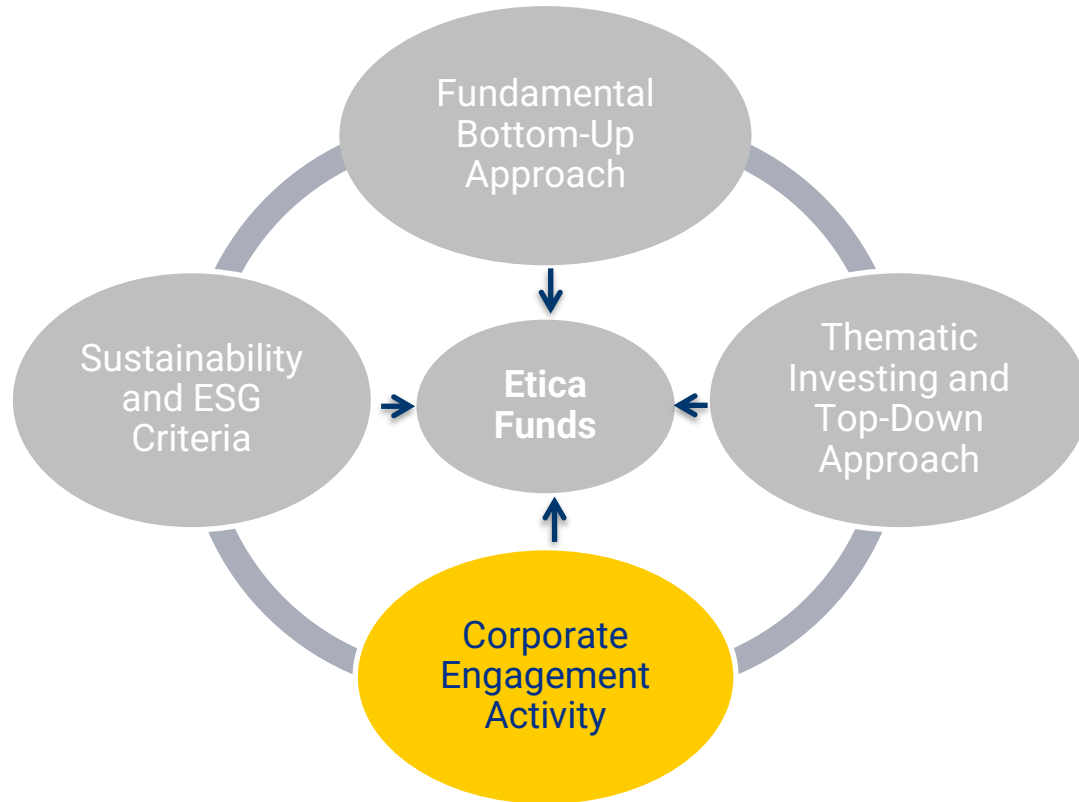 Fundamental
Bottom-Up
Approach
Sustainability
and ESG
Criteria
Etica
Funds
Thematic
Investing and
Top-Down
Approach
Corporate
Engagement
Activity